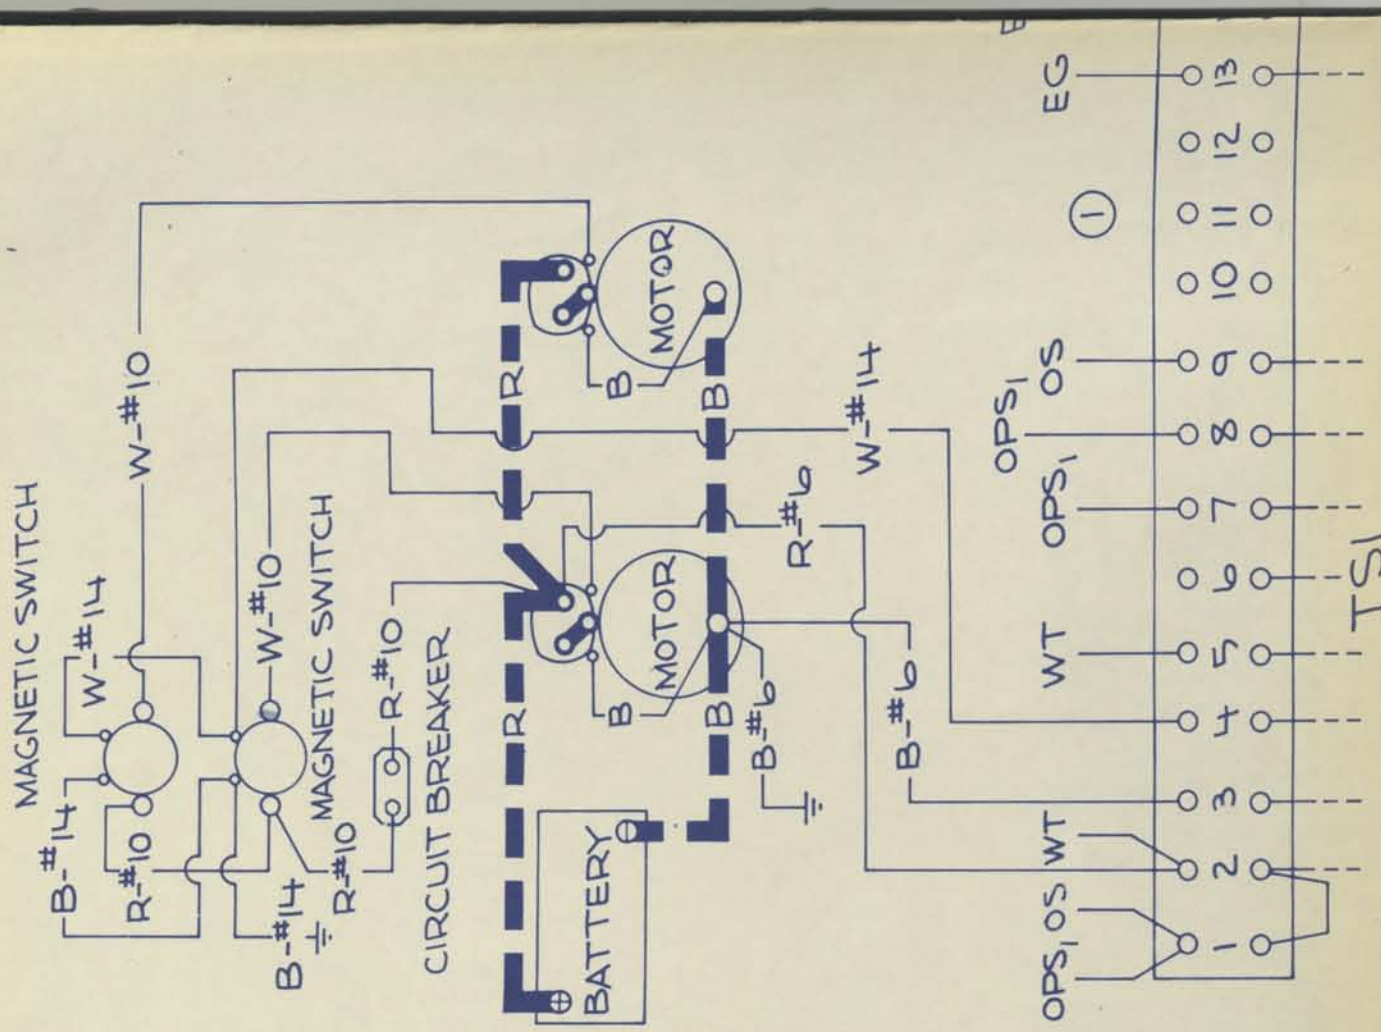 MAGNETIC SWITCH
W-#14
B-#14
R-#10
W-#10
W-#10
MAGNETIC SWITCH
B-#14
R-#10
R-#10
CIRCUIT BREAKER
R
R
BATTERY
B
MOTOR
B
B
MOTOR
B
B-#6
R-#6
W-#14
B-#6
OPS1
OS
WT
WT
OPS1
OPS1
OS
1
EG
1
2
3
4
5
6
7
8
9
10
11
12
13
TS1